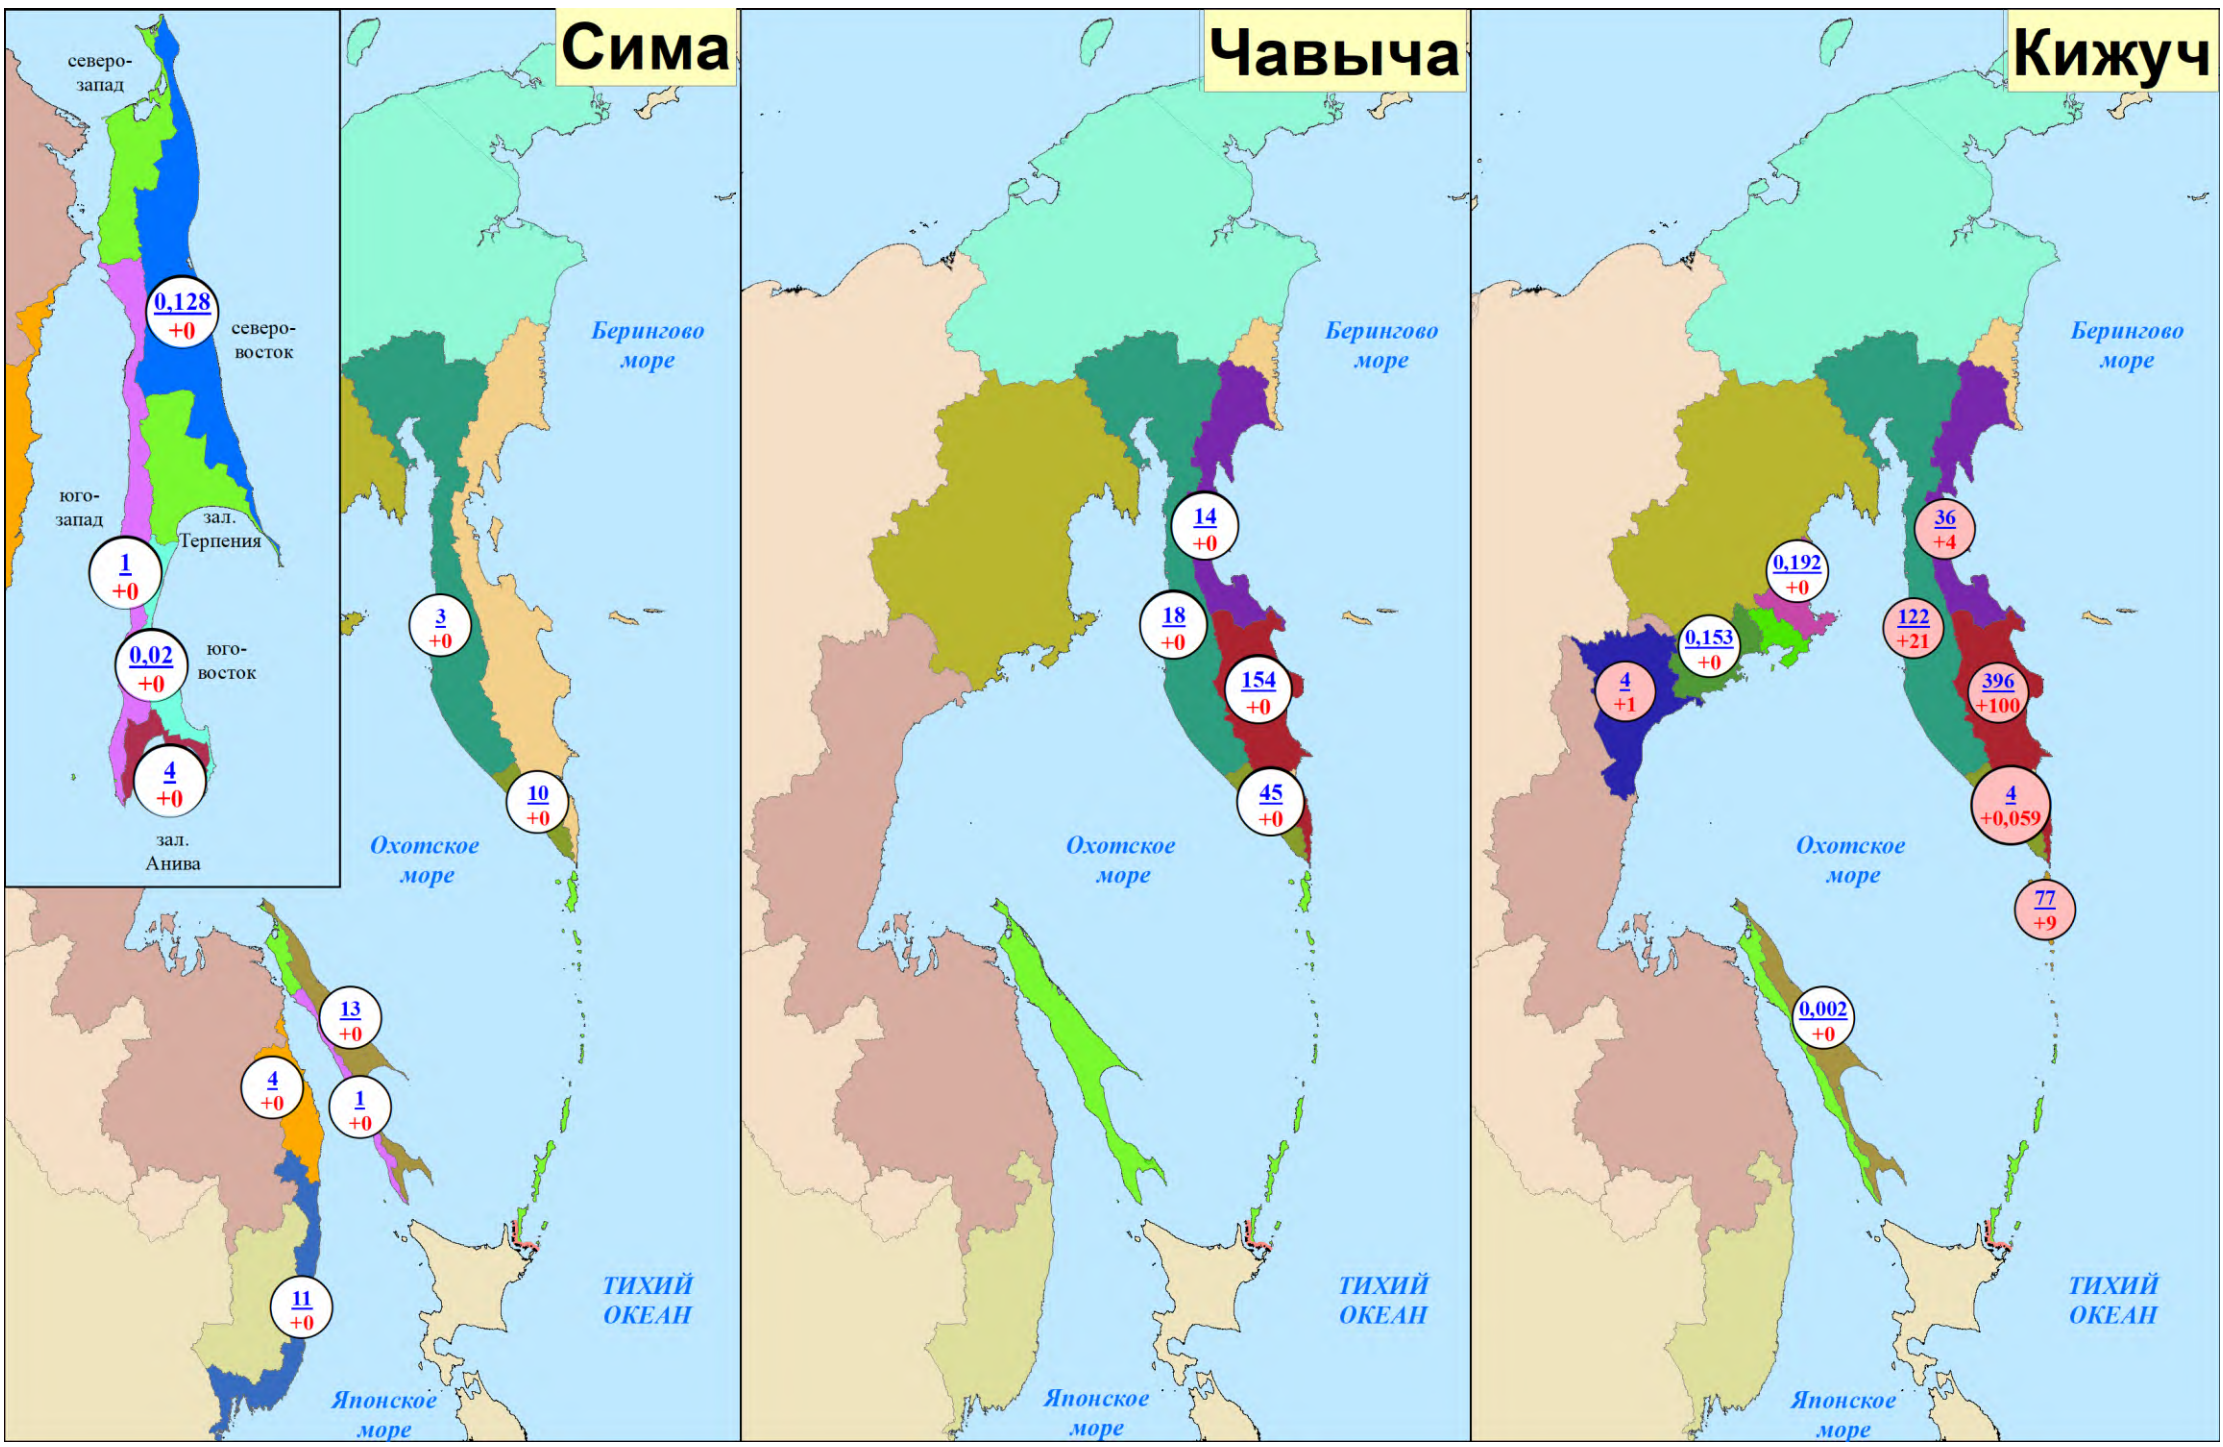 Сима
северо-
запад
0,128
+0
северо-
восток
юго-
запад
зал.
Терпения
1
+0
0,02
+0
юго-
восток
4
+0
зал.
Анива
Берингово
море
3
+0
10
+0
Охотское
море
13
+0
4
+0
1
+0
11
+0
ТИХИЙ
ОКЕАН
Японское
море
Чавыча
Берингово
море
14
+0
18
+0
154
+0
45
+0
Охотское
море
ТИХИЙ
ОКЕАН
Японское
море
Кижуч
Берингово
море
36
+4
0,192
+0
122
+21
0,153
+0
4
+1
396
+100
4
+0,059
Охотское
море
77
+9
0,002
+0
ТИХИЙ
ОКЕАН
Японское
море